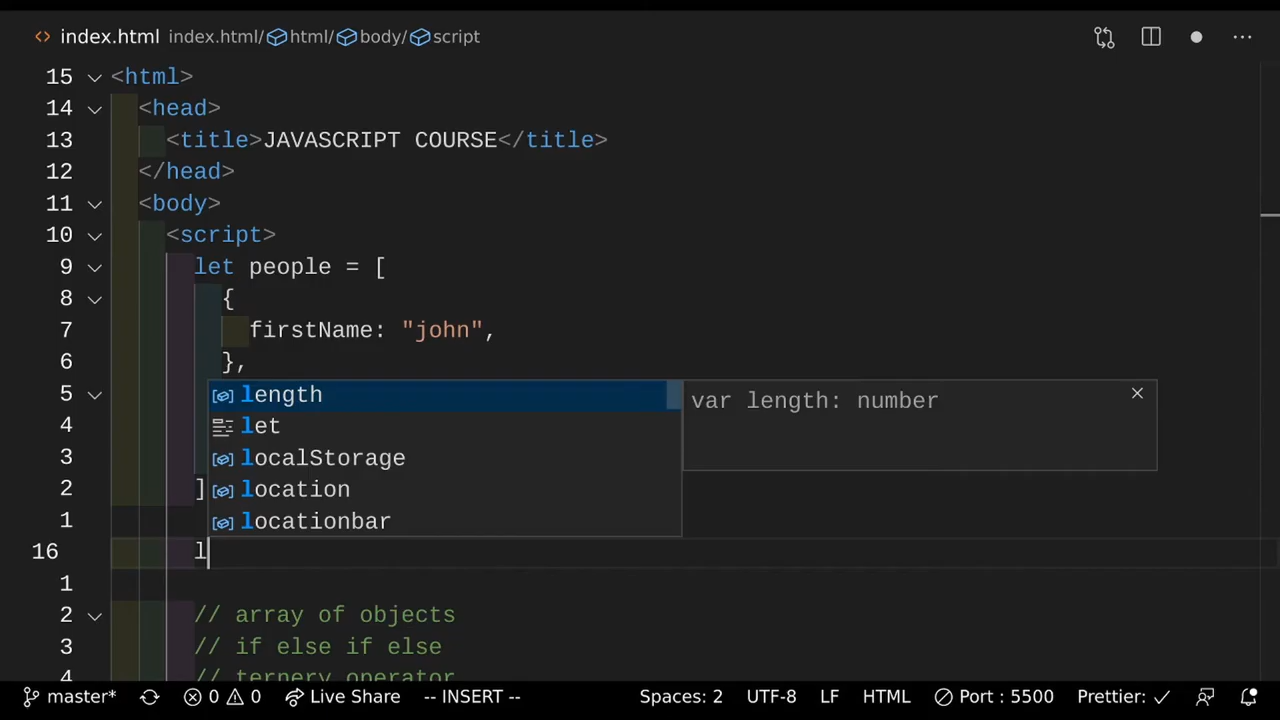 index.html index.html/html/body/script
15 <html>
14 <head>
13 <title>JAVASCRIPT COURSE</title>
12 </head>
11 <body>
10 <script>
9 let people = [
8 {
7 firstName: "john",
6 },
5 length var length: number
4 let
3 localStorage
2 ] location
1 locationbar
16 l
1
2 // array of objects
3 // if else if else
4 // ternery operator
master* 0 0 Live Share -- INSERT -- Spaces: 2 UTF-8 LF HTML Port : 5500 Prettier: